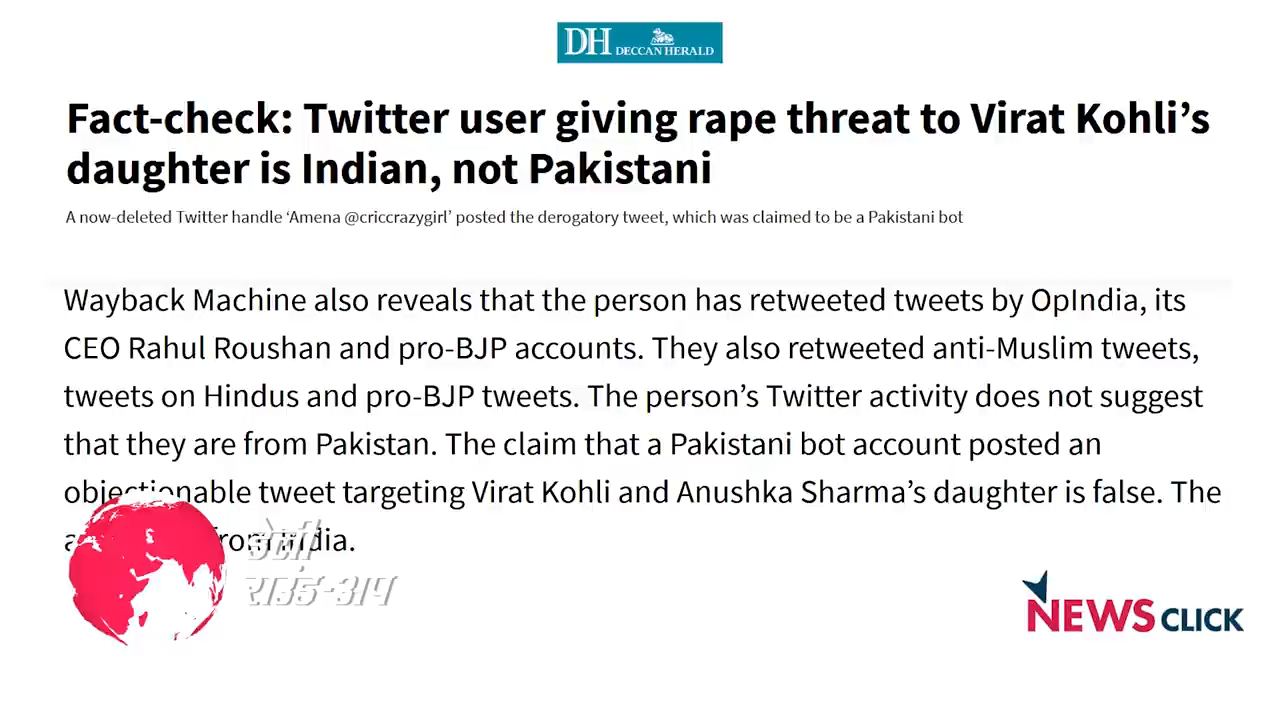 DH DECCAN HERALD
Fact-check: Twitter user giving rape threat to Virat Kohli’s
daughter is Indian, not Pakistani
A now-deleted Twitter handle ‘Amena @criccrazygirl’ posted the derogatory tweet, which was claimed to be a Pakistani bot
Wayback Machine also reveals that the person has retweeted tweets by OpIndia, its
CEO Rahul Roushan and pro-BJP accounts. They also retweeted anti-Muslim tweets,
tweets on Hindus and pro-BJP tweets. The person’s Twitter activity does not suggest
that they are from Pakistan. The claim that a Pakistani bot account posted an
objectionable tweet targeting Virat Kohli and Anushka Sharma’s daughter is false. The
from India.
डेली
राउंड-अप
NEWSCLICK